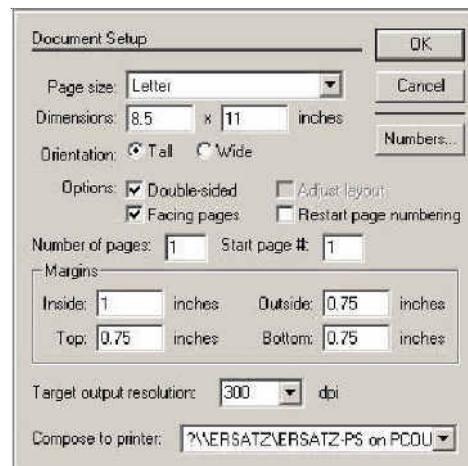 Document Setup
OK
Page size: Letter
Cancel
Dimensions: 8.5 x 11 inches
Numbers...
Orientation: Tall Wide
Options: Double-sided Adjust layout
Facing pages Restart page numbering
Number of pages: 1 Start page #: 1
Margins
Inside: 1 inches Outside: 0.75 inches
Top: 0.75 inches Bottom: 0.75 inches
Target output resolution: 300 dpi
Compose to printer: ?\\ERSATZ\ERSATZ-PS on PCOU